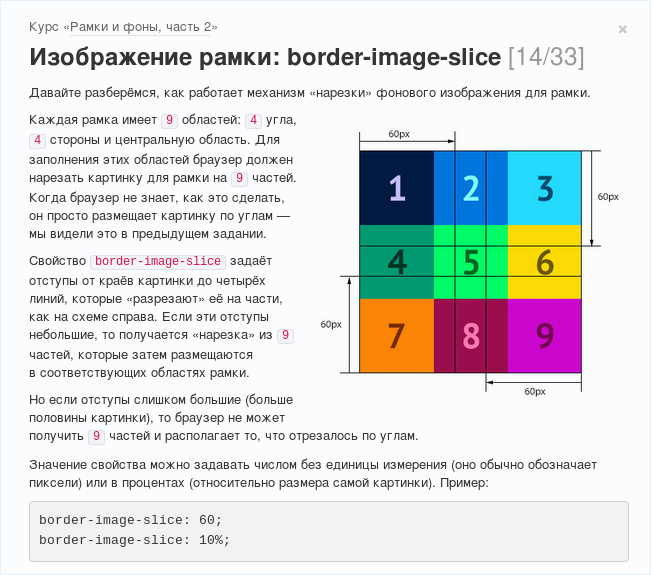 Курс «Рамки и фоны, часть 2»
×
Изображение рамки: border-image-slice [14/33]
Давайте разберёмся, как работает механизм «нарезки» фонового изображения для рамки.
Каждая рамка имеет 9 областей: 4 угла,
4 стороны и центральную область. Для
заполнения этих областей браузер должен
нарезать картинку для рамки на 9 частей.
Когда браузер не знает, как это сделать,
он просто размещает картинку по углам —
мы видели это в предыдущем задании.
Свойство border-image-slice задаёт
отступы от краёв картинки до четырёх
линий, которые «разрезают» её на части,
как на схеме справа. Если эти отступы
небольшие, то получается «нарезка» из 9
частей, которые затем размещаются
в соответствующих областях рамки.
Но если отступы слишком большие (больше
половины картинки), то браузер не может
получить 9 частей и располагает то, что отрезалось по углам.
60px
1 2 3
60px
4 5 6
60px
7 8 9
60px
Значение свойства можно задавать числом без единицы измерения (оно обычно обозначает
пиксели) или в процентах (относительно размера самой картинки). Пример:
border-image-slice: 60;
border-image-slice: 10%;